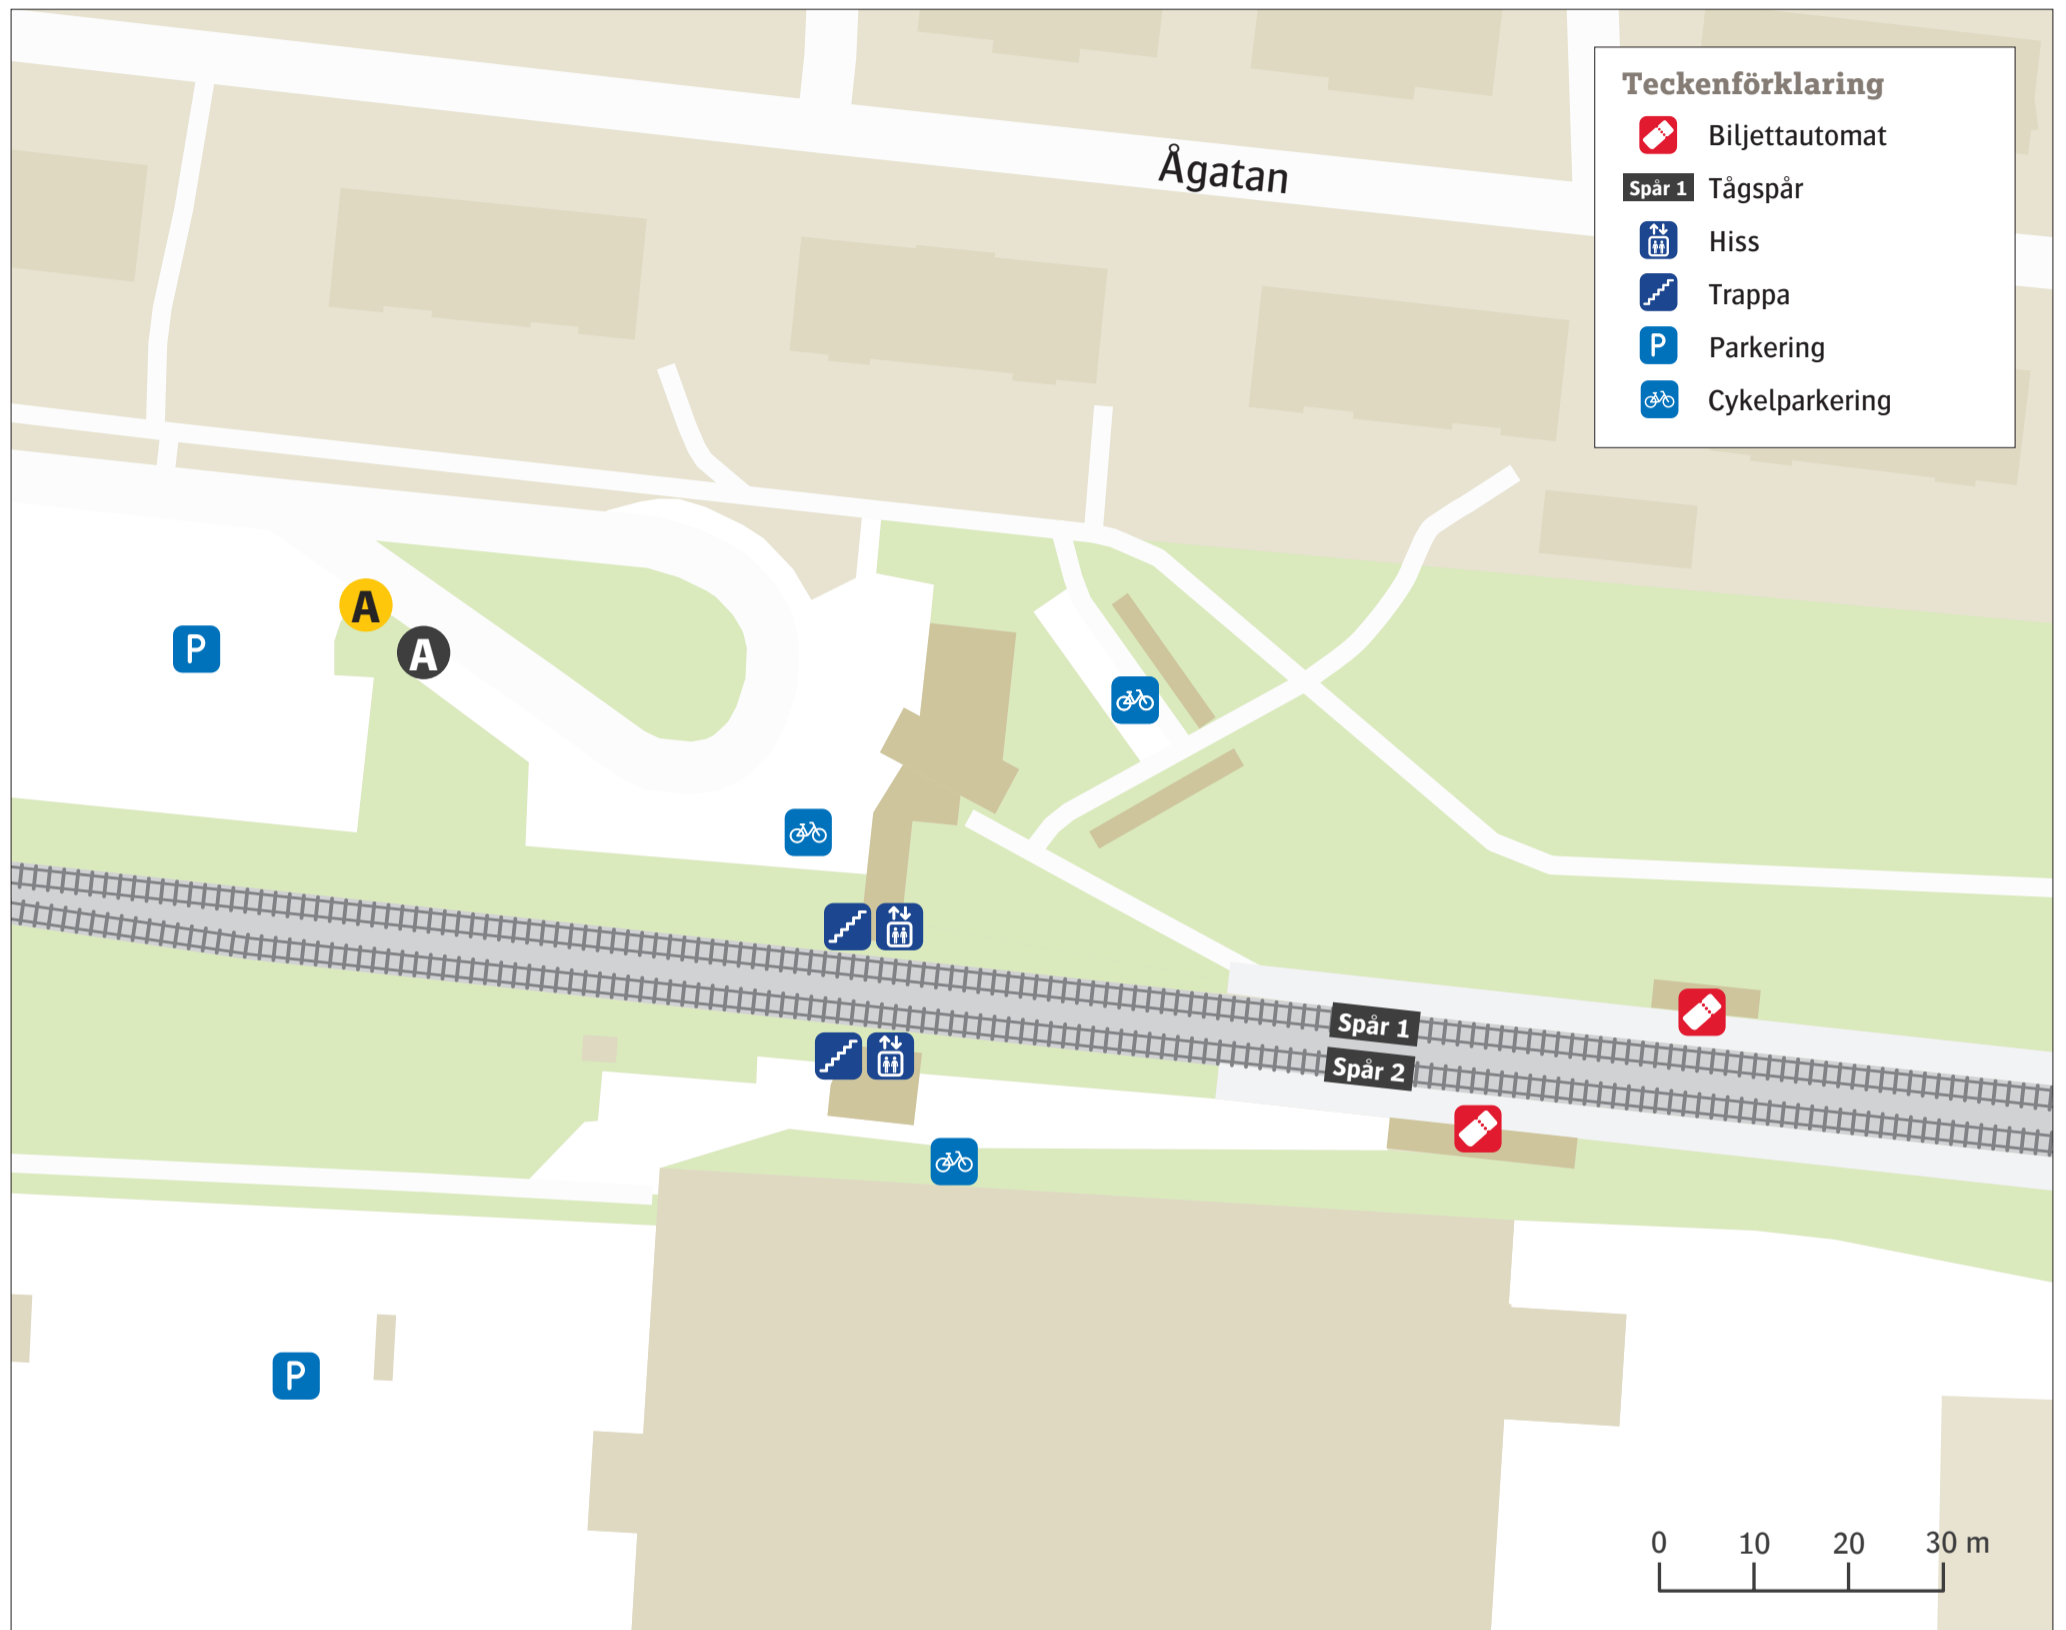 Ågatan
Teckenförklaring
Biljettautomat
Spår 1 Tågspår
Hiss
Trappa
P Parkering
Cykelparkering
A
A
P
Spår 1
Spår 2
P
0 10 20 30 m